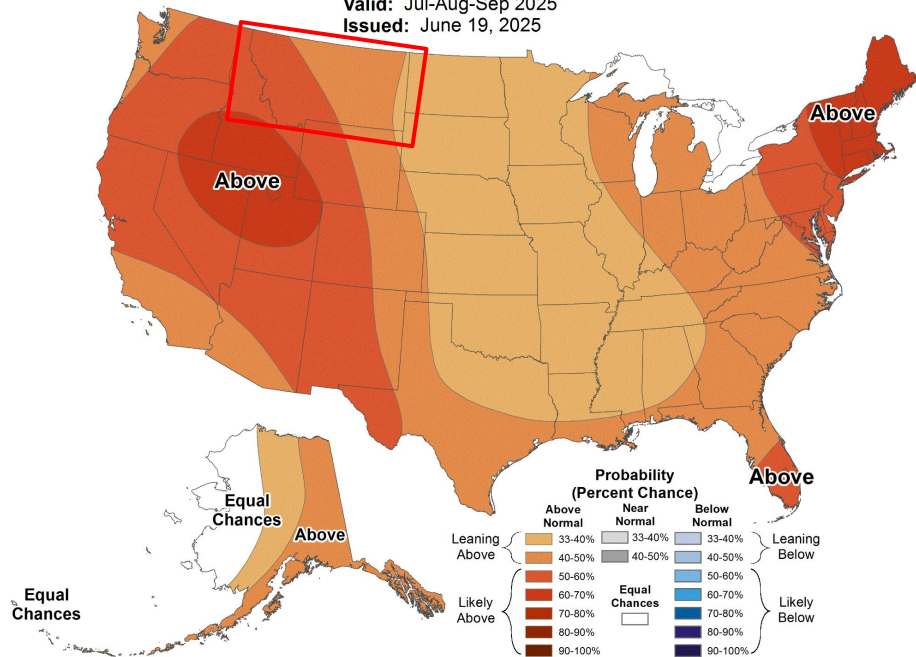 Valid: Jul-Aug-Sep 2025
Issued: June 19, 2025
Above
Above
Above
Equal
Chances
Above
Equal
Chances
Probability
(Percent Chance)
Above
Normal
Near
Normal
Below
Normal
Leaning
Above
33-40%
40-50%
33-40%
40-50%
33-40%
40-50%
Leaning
Below
Likely
Above
50-60%
60-70%
70-80%
80-90%
90-100%
Equal
Chances
50-60%
60-70%
70-80%
80-90%
90-100%
Likely
Below